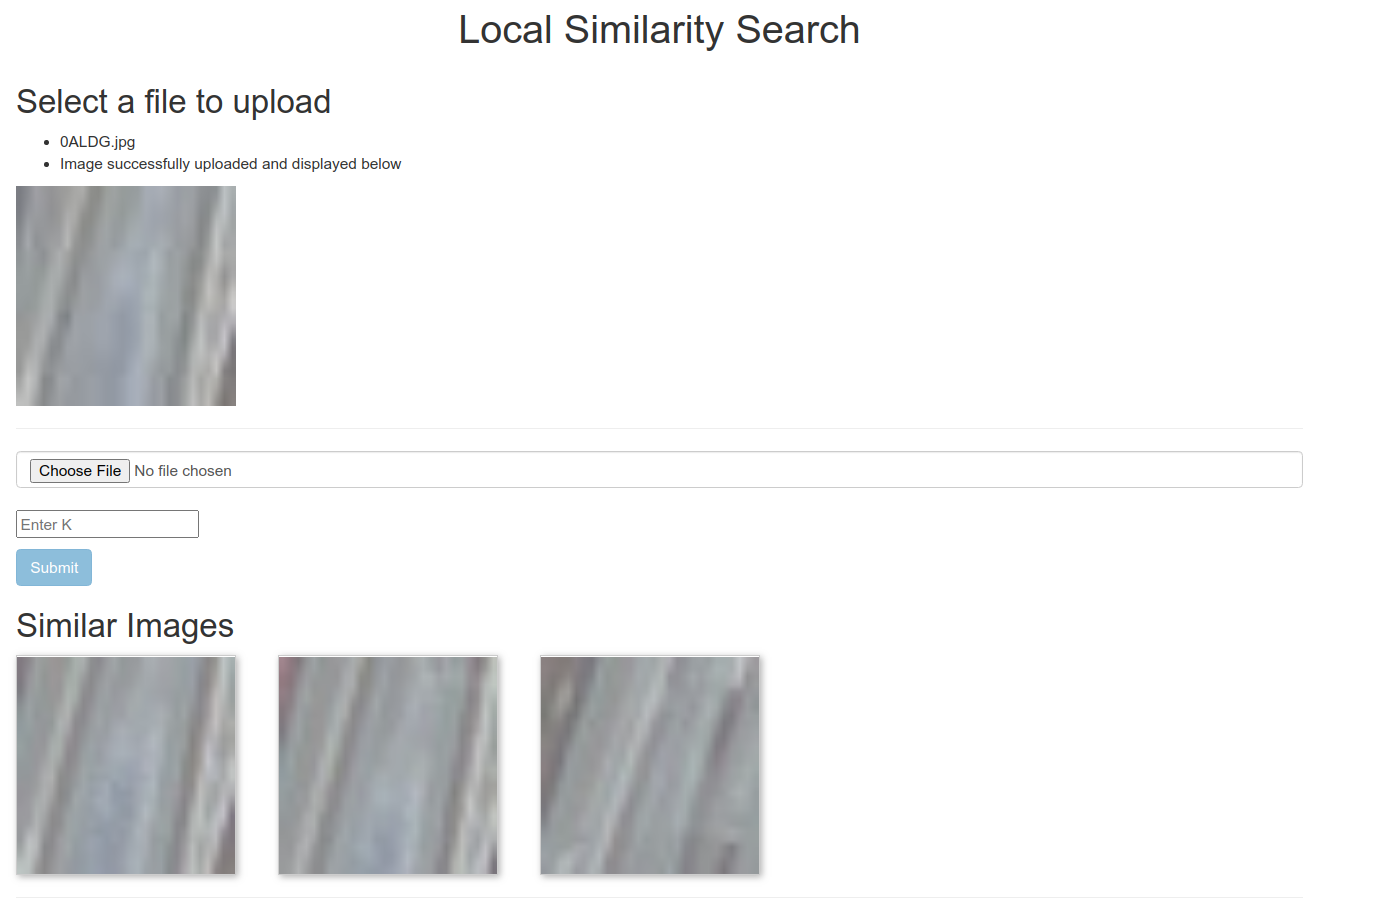 Local Similarity Search
Select a file to upload
0ALDG.jpg
Image successfully uploaded and displayed below
Choose File No file chosen
Enter K
Submit
Similar Images